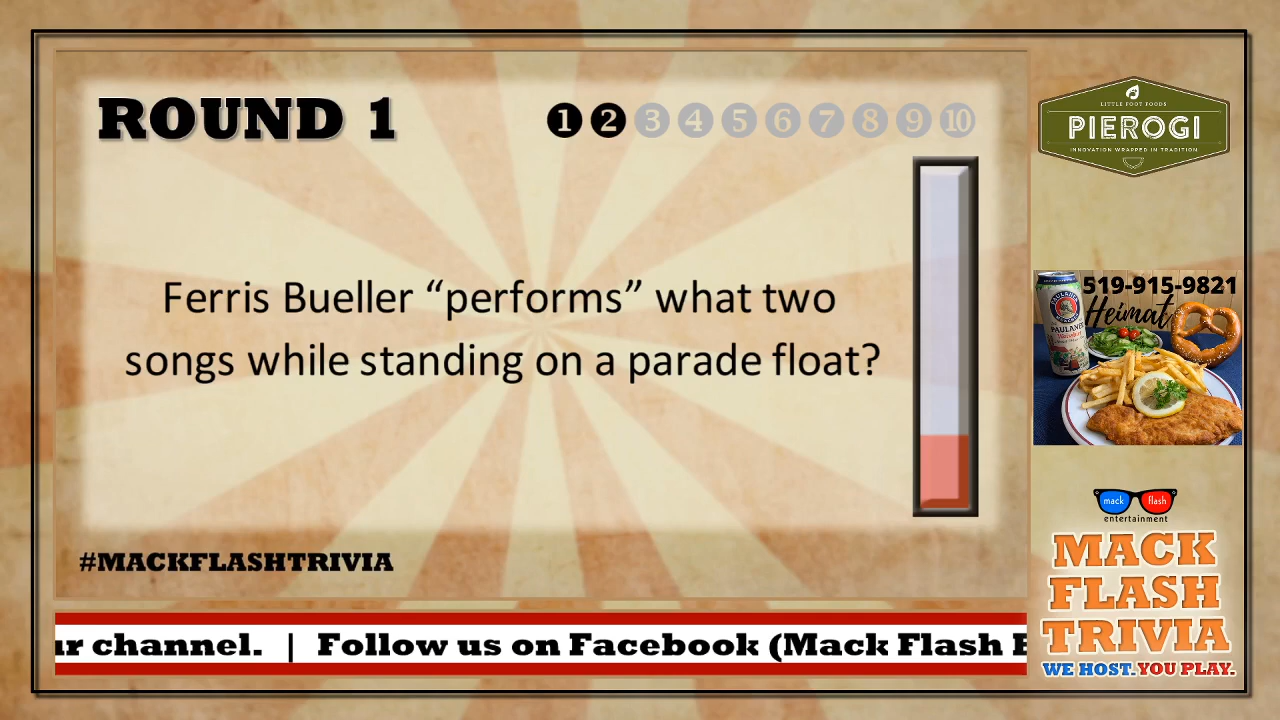 ROUND 1
1 2 3 4 5 6 7 8 9 10
Ferris Bueller “performs” what two
songs while standing on a parade float?
#MACKFLASHTRIVIA
ur channel. | Follow us on Facebook (Mack Flash E
LITTLE FOOT FOODS
PIEROGI
INNOVATION WRAPPED IN TRADITION
519-915-9821
Heimat
PAULANER
mack flash
entertainment
MACK
FLASH
TRIVIA
WE HOST. YOU PLAY.